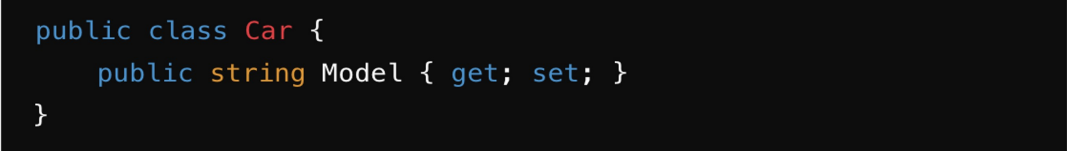 public class Car {
    public string Model { get; set; }
}